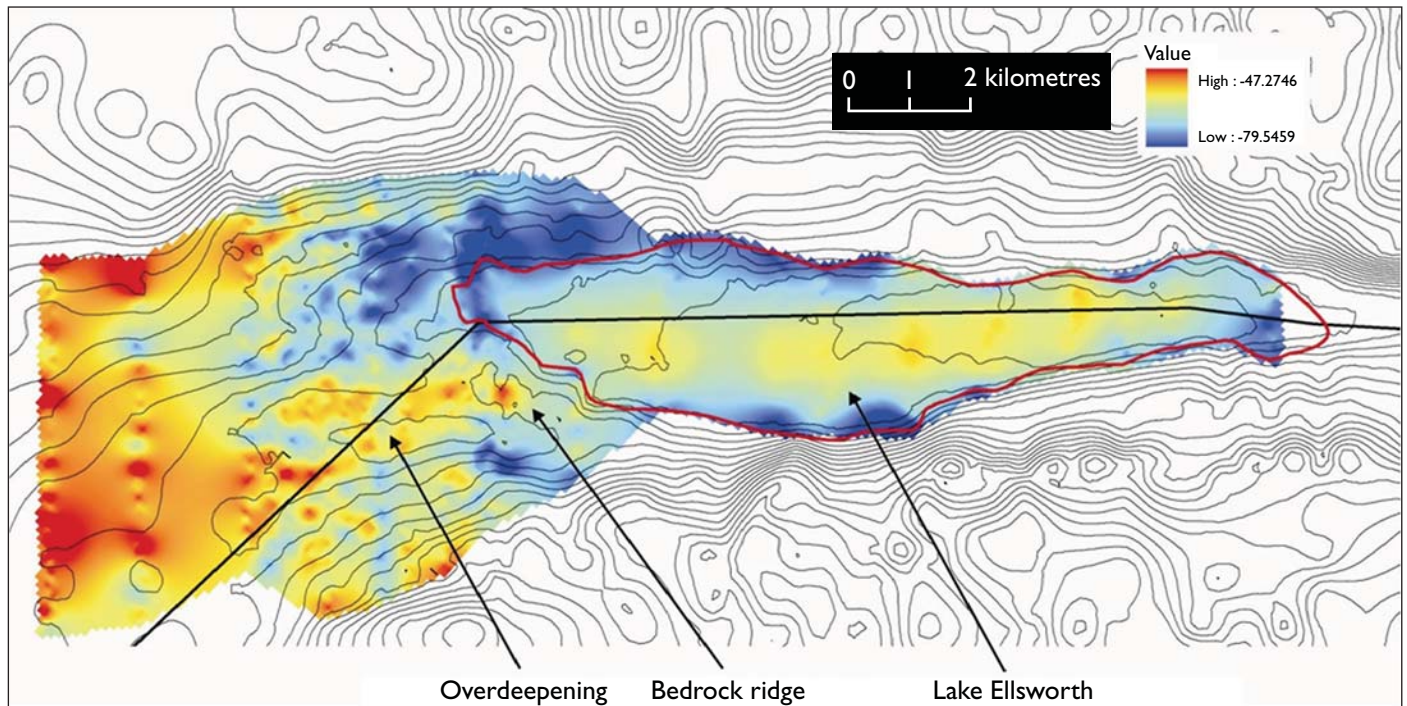 Value
High : -47.2746
Low : -79.5459
0 1 2 kilometres
Overdeepening
Bedrock ridge
Lake Ellsworth